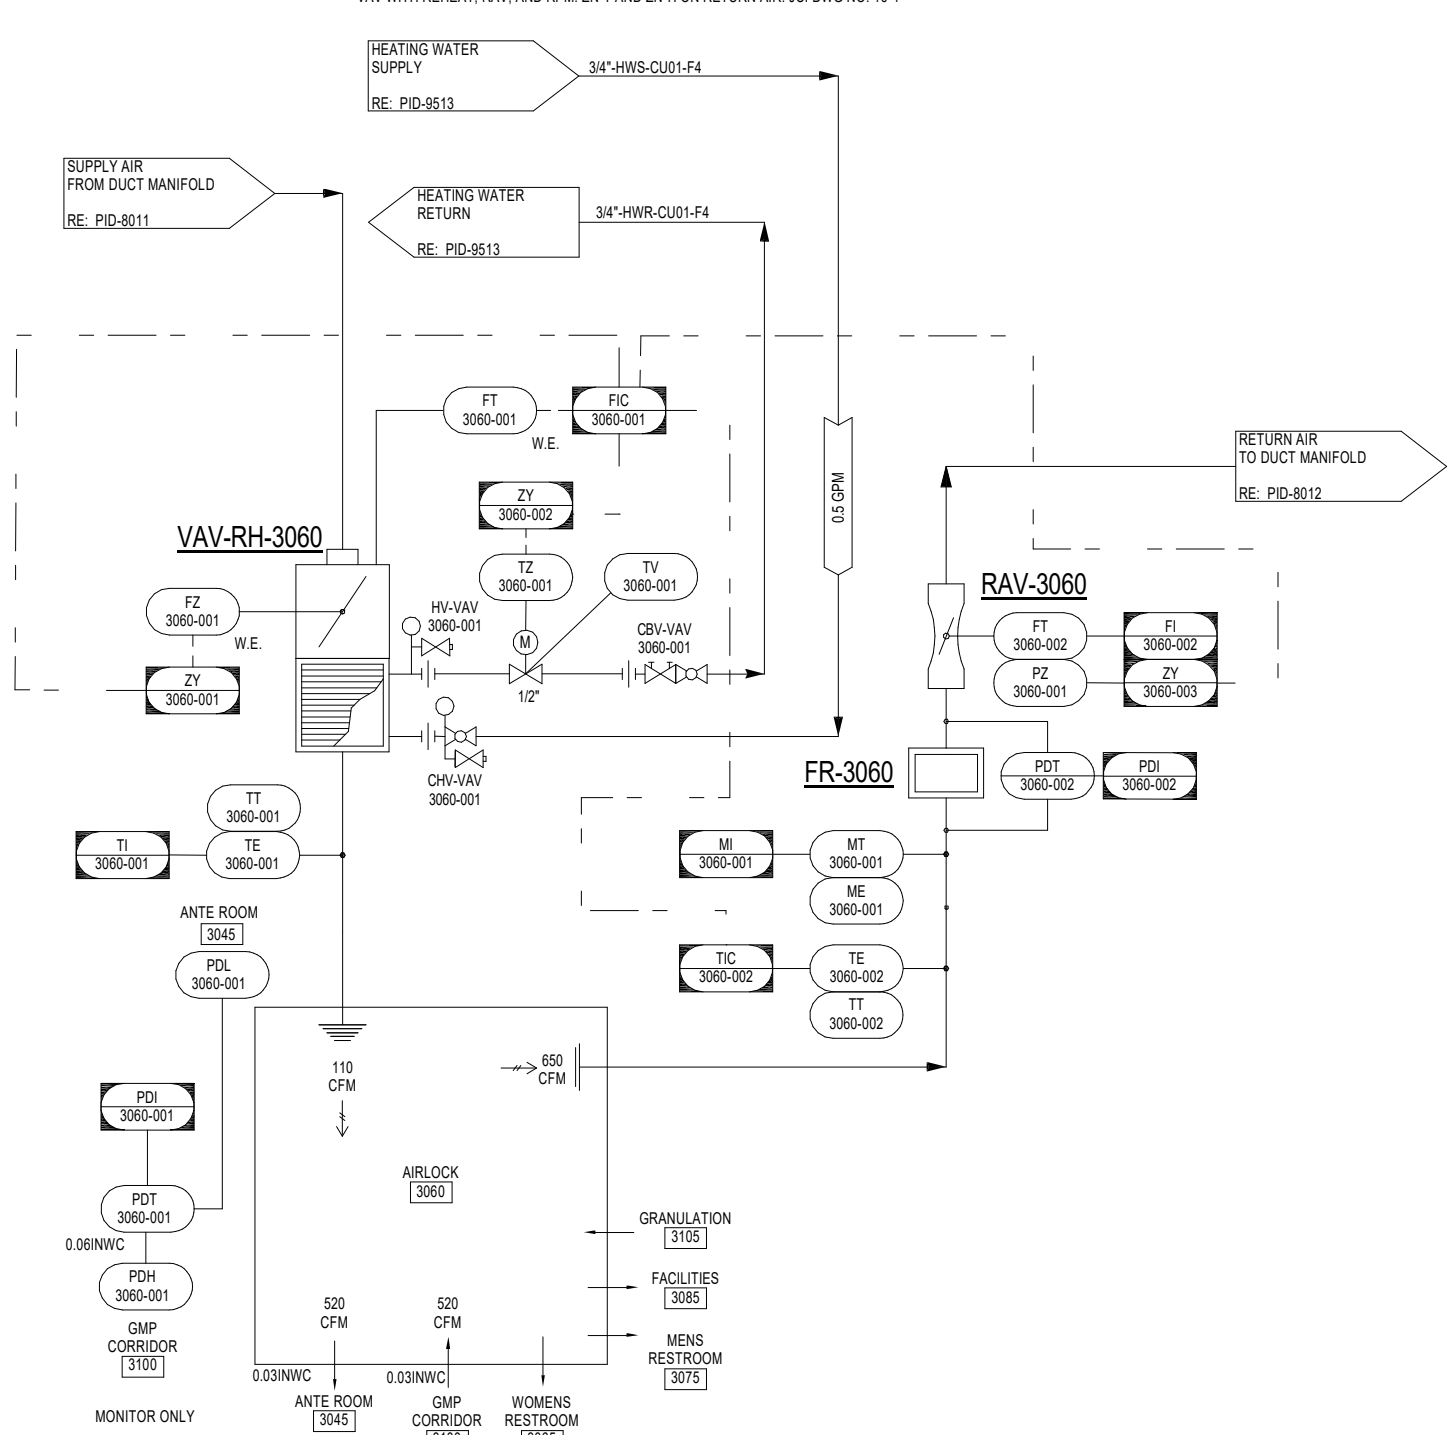 HEATING WATER
SUPPLY
RE: PID-9513
3/4"-HWS-CU01-F4
SUPPLY AIR
FROM DUCT MANIFOLD
RE: PID-8011
HEATING WATER
RETURN
RE: PID-9513
3/4"-HWR-CU01-F4
FT
3060-001
W.E.
FIC
3060-001
RETURN AIR
TO DUCT MANIFOLD
RE: PID-8012
0.5 GPM
ZY
3060-002
VAV-RH-3060
TZ
3060-001
TV
3060-001
RAV-3060
FZ
3060-001
W.E.
HV-VAV
3060-001
M
CBV-VAV
3060-001
FT
3060-002
FI
3060-002
ZY
3060-001
1/2"
PZ
3060-001
ZY
3060-003
CHV-VAV
3060-001
FR-3060
PDT
3060-002
PDI
3060-002
TT
3060-001
TI
3060-001
TE
3060-001
MI
3060-001
MT
3060-001
ME
3060-001
ANTE ROOM
3045
PDL
3060-001
TIC
3060-002
TE
3060-002
TT
3060-002
110
CFM
650
CFM
PDI
3060-001
AIRLOCK
3060
PDT
3060-001
0.06INWC
GRANULATION
3105
PDH
3060-001
FACILITIES
3085
GMP
CORRIDOR
3100
520
CFM
520
CFM
MENS
RESTROOM
3075
0.03INWC
0.03INWC
MONITOR ONLY
ANTE ROOM
3045
GMP
CORRIDOR
WOMENS
RESTROOM